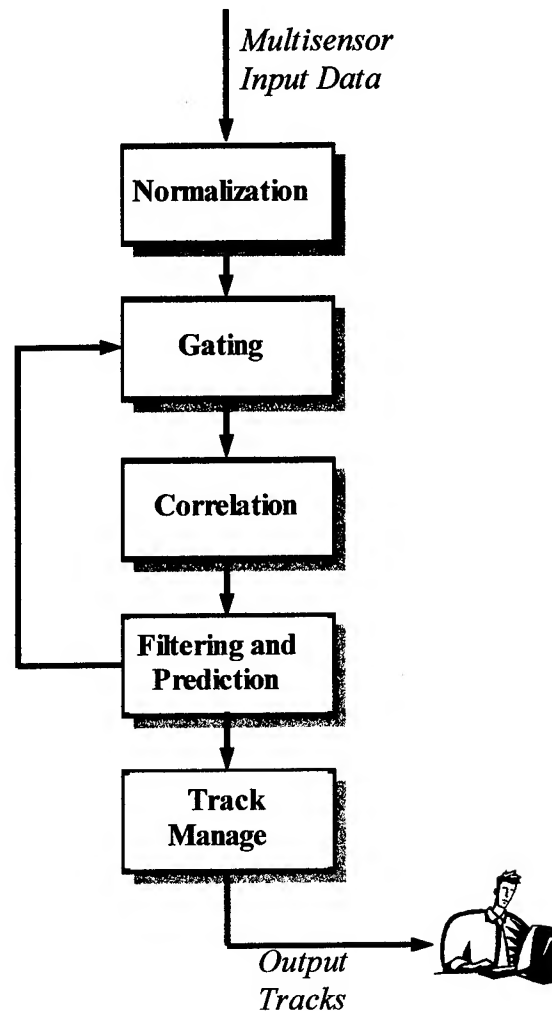 Multisensor
Input Data
Normalization
Gating
Correlation
Filtering and
Prediction
Track
Manage
Output
Tracks